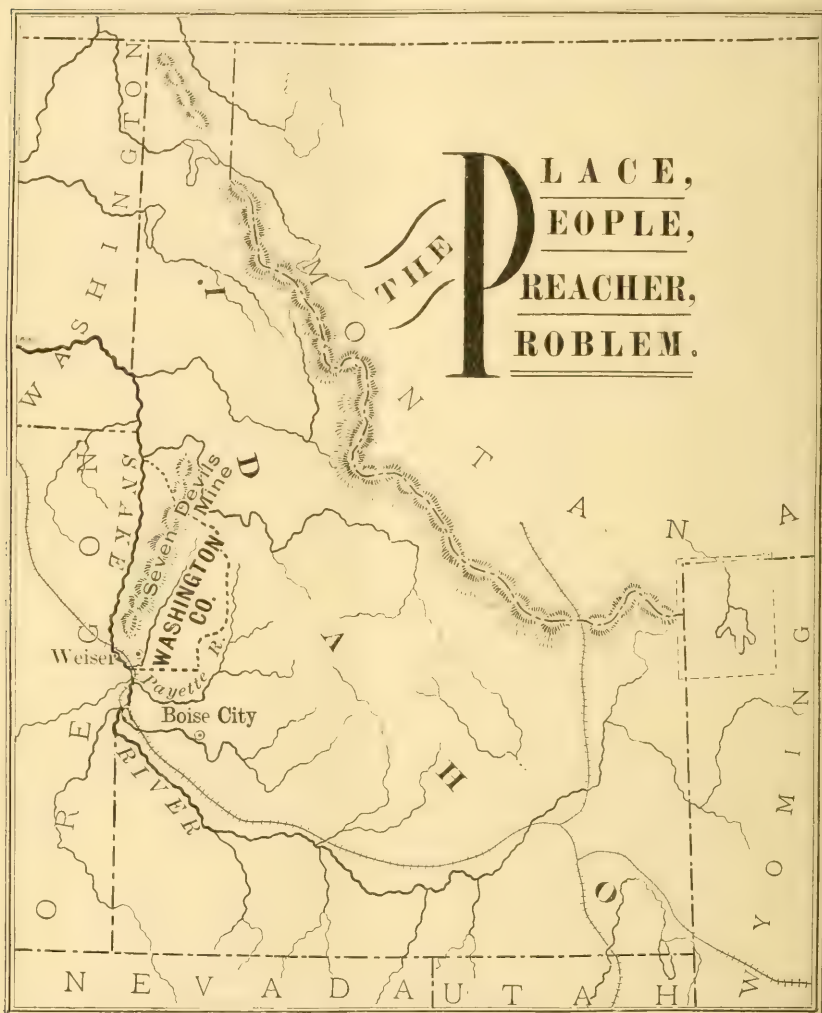 THE
PLACE,
PEOPLE,
PREACHER,
PROBLEM.
WASHINGTON
MONTANA
IDAHO
OREGON
SNAKE RIVER
Seven Devils
Mine
WASHINGTON
CO.
Weiser
Payette R.
Boise City
WYOMING
NEVADA
UTAH